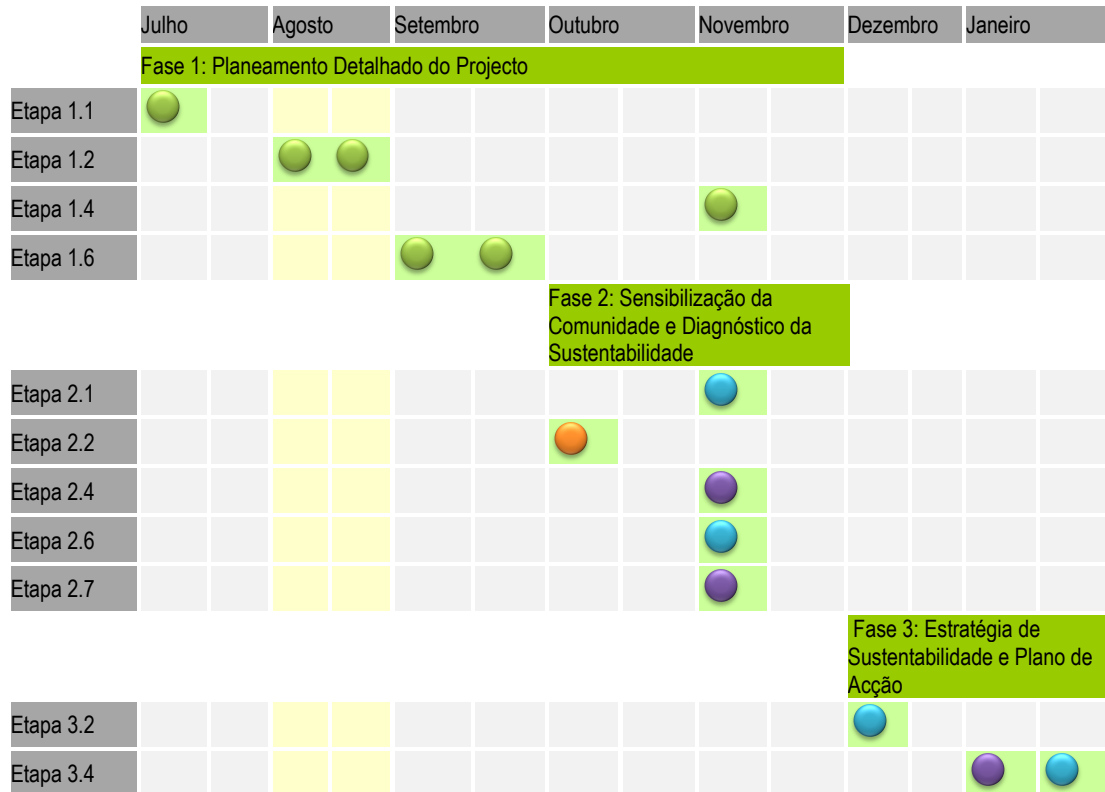 Julho Agosto Setembro Outubro Novembro Dezembro Janeiro
Fase 1: Planeamento Detalhado do Projecto
Etapa 1.1
Etapa 1.2
Etapa 1.4
Etapa 1.6
Fase 2: Sensibilização da
Comunidade e Diagnóstico da
Sustentabilidade
Etapa 2.1
Etapa 2.2
Etapa 2.4
Etapa 2.6
Etapa 2.7
Fase 3: Estratégia de
Sustentabilidade e Plano de
Acção
Etapa 3.2
Etapa 3.4